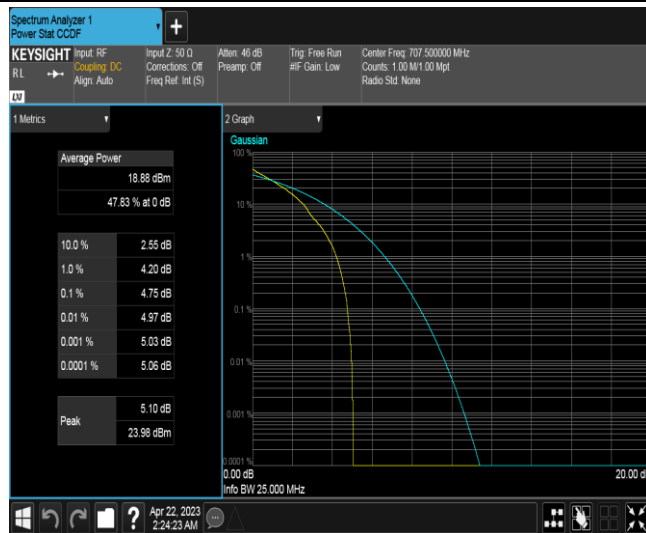 Spectrum Analyzer 1
Power Stat CCDF
+
KEYSIGHT
RL
Input: RF
Coupling: DC
Align: Auto
Input Z: 50 Ω
Corrections: Off
Freq Ref: Int (S)
Atten: 46 dB
Preamp: Off
Trig: Free Run
#IF Gain: Low
Center Freq: 707.500000 MHz
Counts: 1.00 M/1.00 Mpt
Radio Std: None
1 Metrics
Average Power
18.88 dBm
47.83 % at 0 dB
10.0 % 2.55 dB
1.0 % 4.20 dB
0.1 % 4.75 dB
0.01 % 4.97 dB
0.001 % 5.03 dB
0.0001 % 5.06 dB
Peak
5.10 dB
23.98 dBm
2 Graph
Gaussian
100 %
10 %
1 %
0.1 %
0.01 %
0.001 %
0.0001 %
0.00 dB
20.00 d
Info BW 25.000 MHz
?
Apr 22, 2023
2:24:23 AM